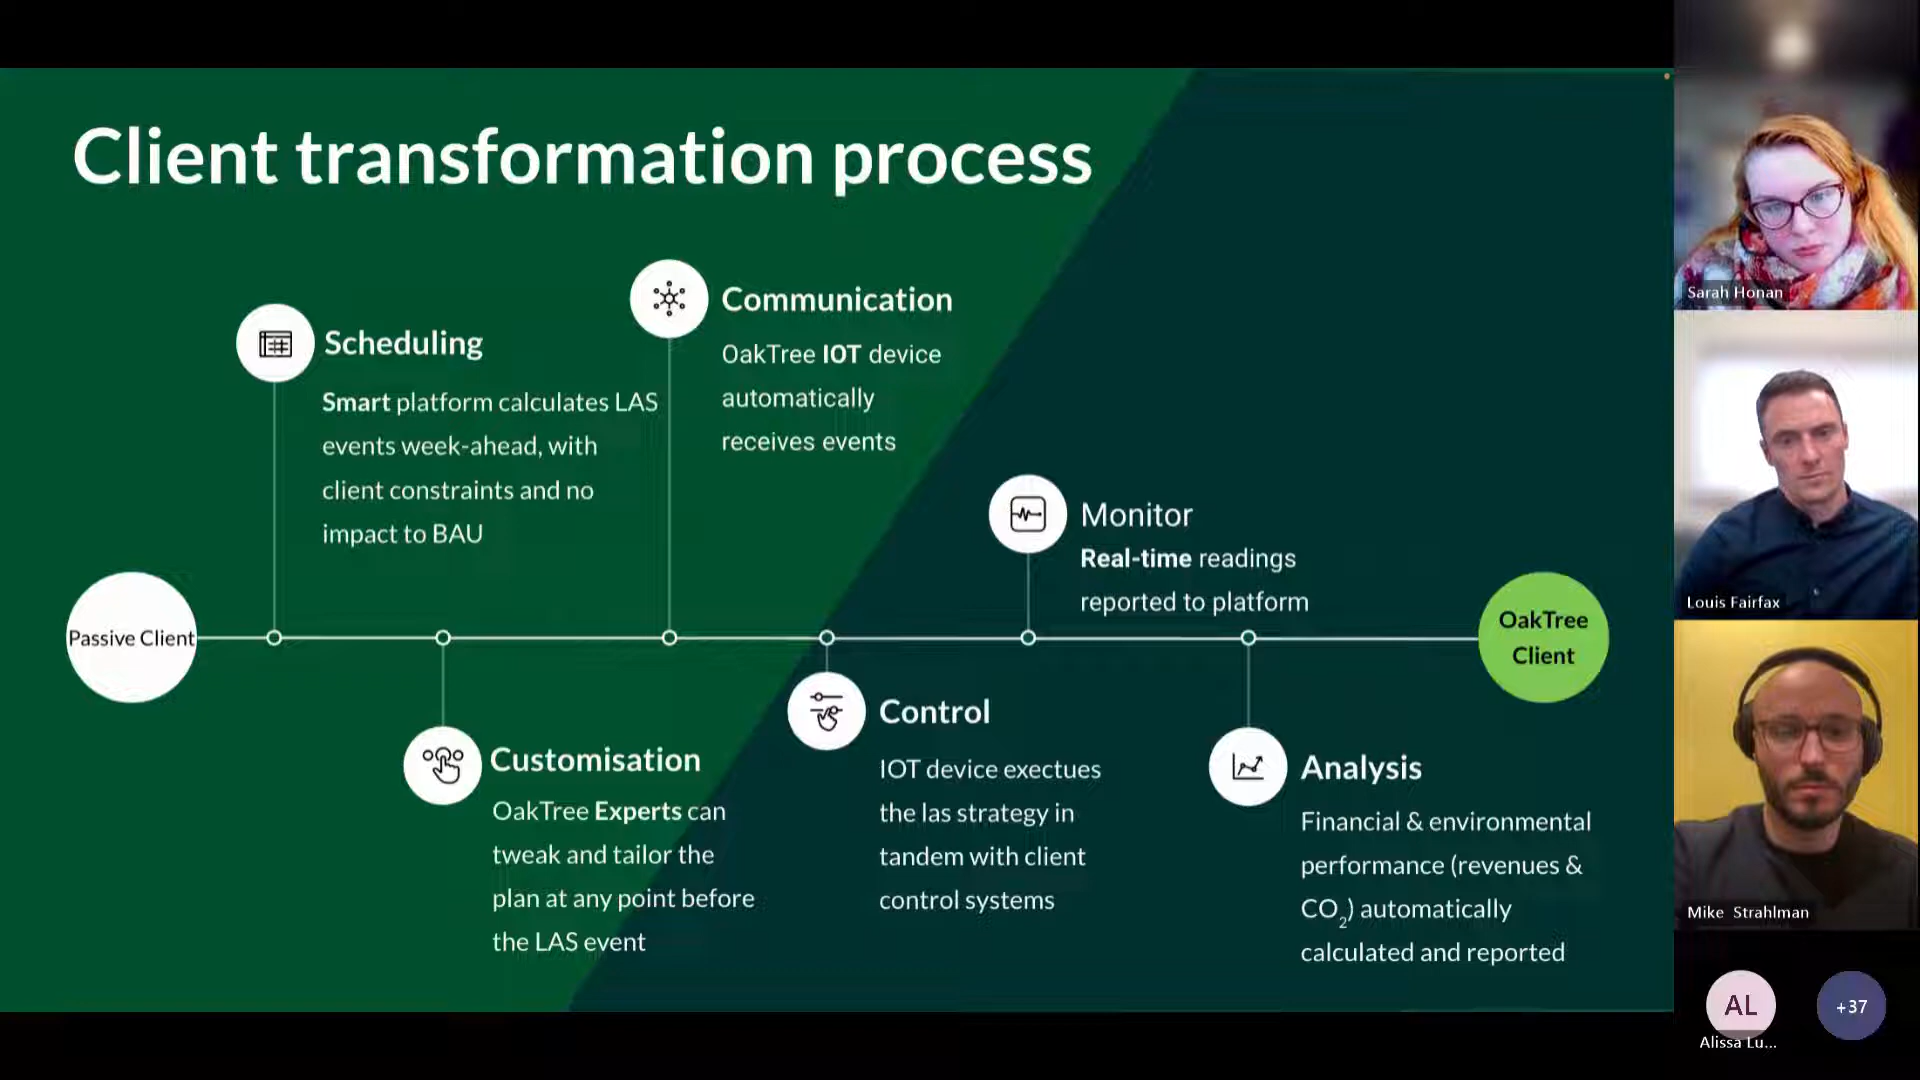 Client transformation process
Scheduling
Smart platform calculates LAS
events week-ahead, with
client constraints and no
impact to BAU
Communication
OakTree IOT device
automatically
receives events
Monitor
Real-time readings
reported to platform
Passive Client
OakTree
Client
Customisation
OakTree Experts can
tweak and tailor the
plan at any point before
the LAS event
Control
IOT device exectues
the las strategy in
tandem with client
control systems
Analysis
Financial & environmental
performance (revenues &
CO2) automatically
calculated and reported
Sarah Honan
Louis Fairfax
Mike Strahlman
AL
Alissa Lu...
+37